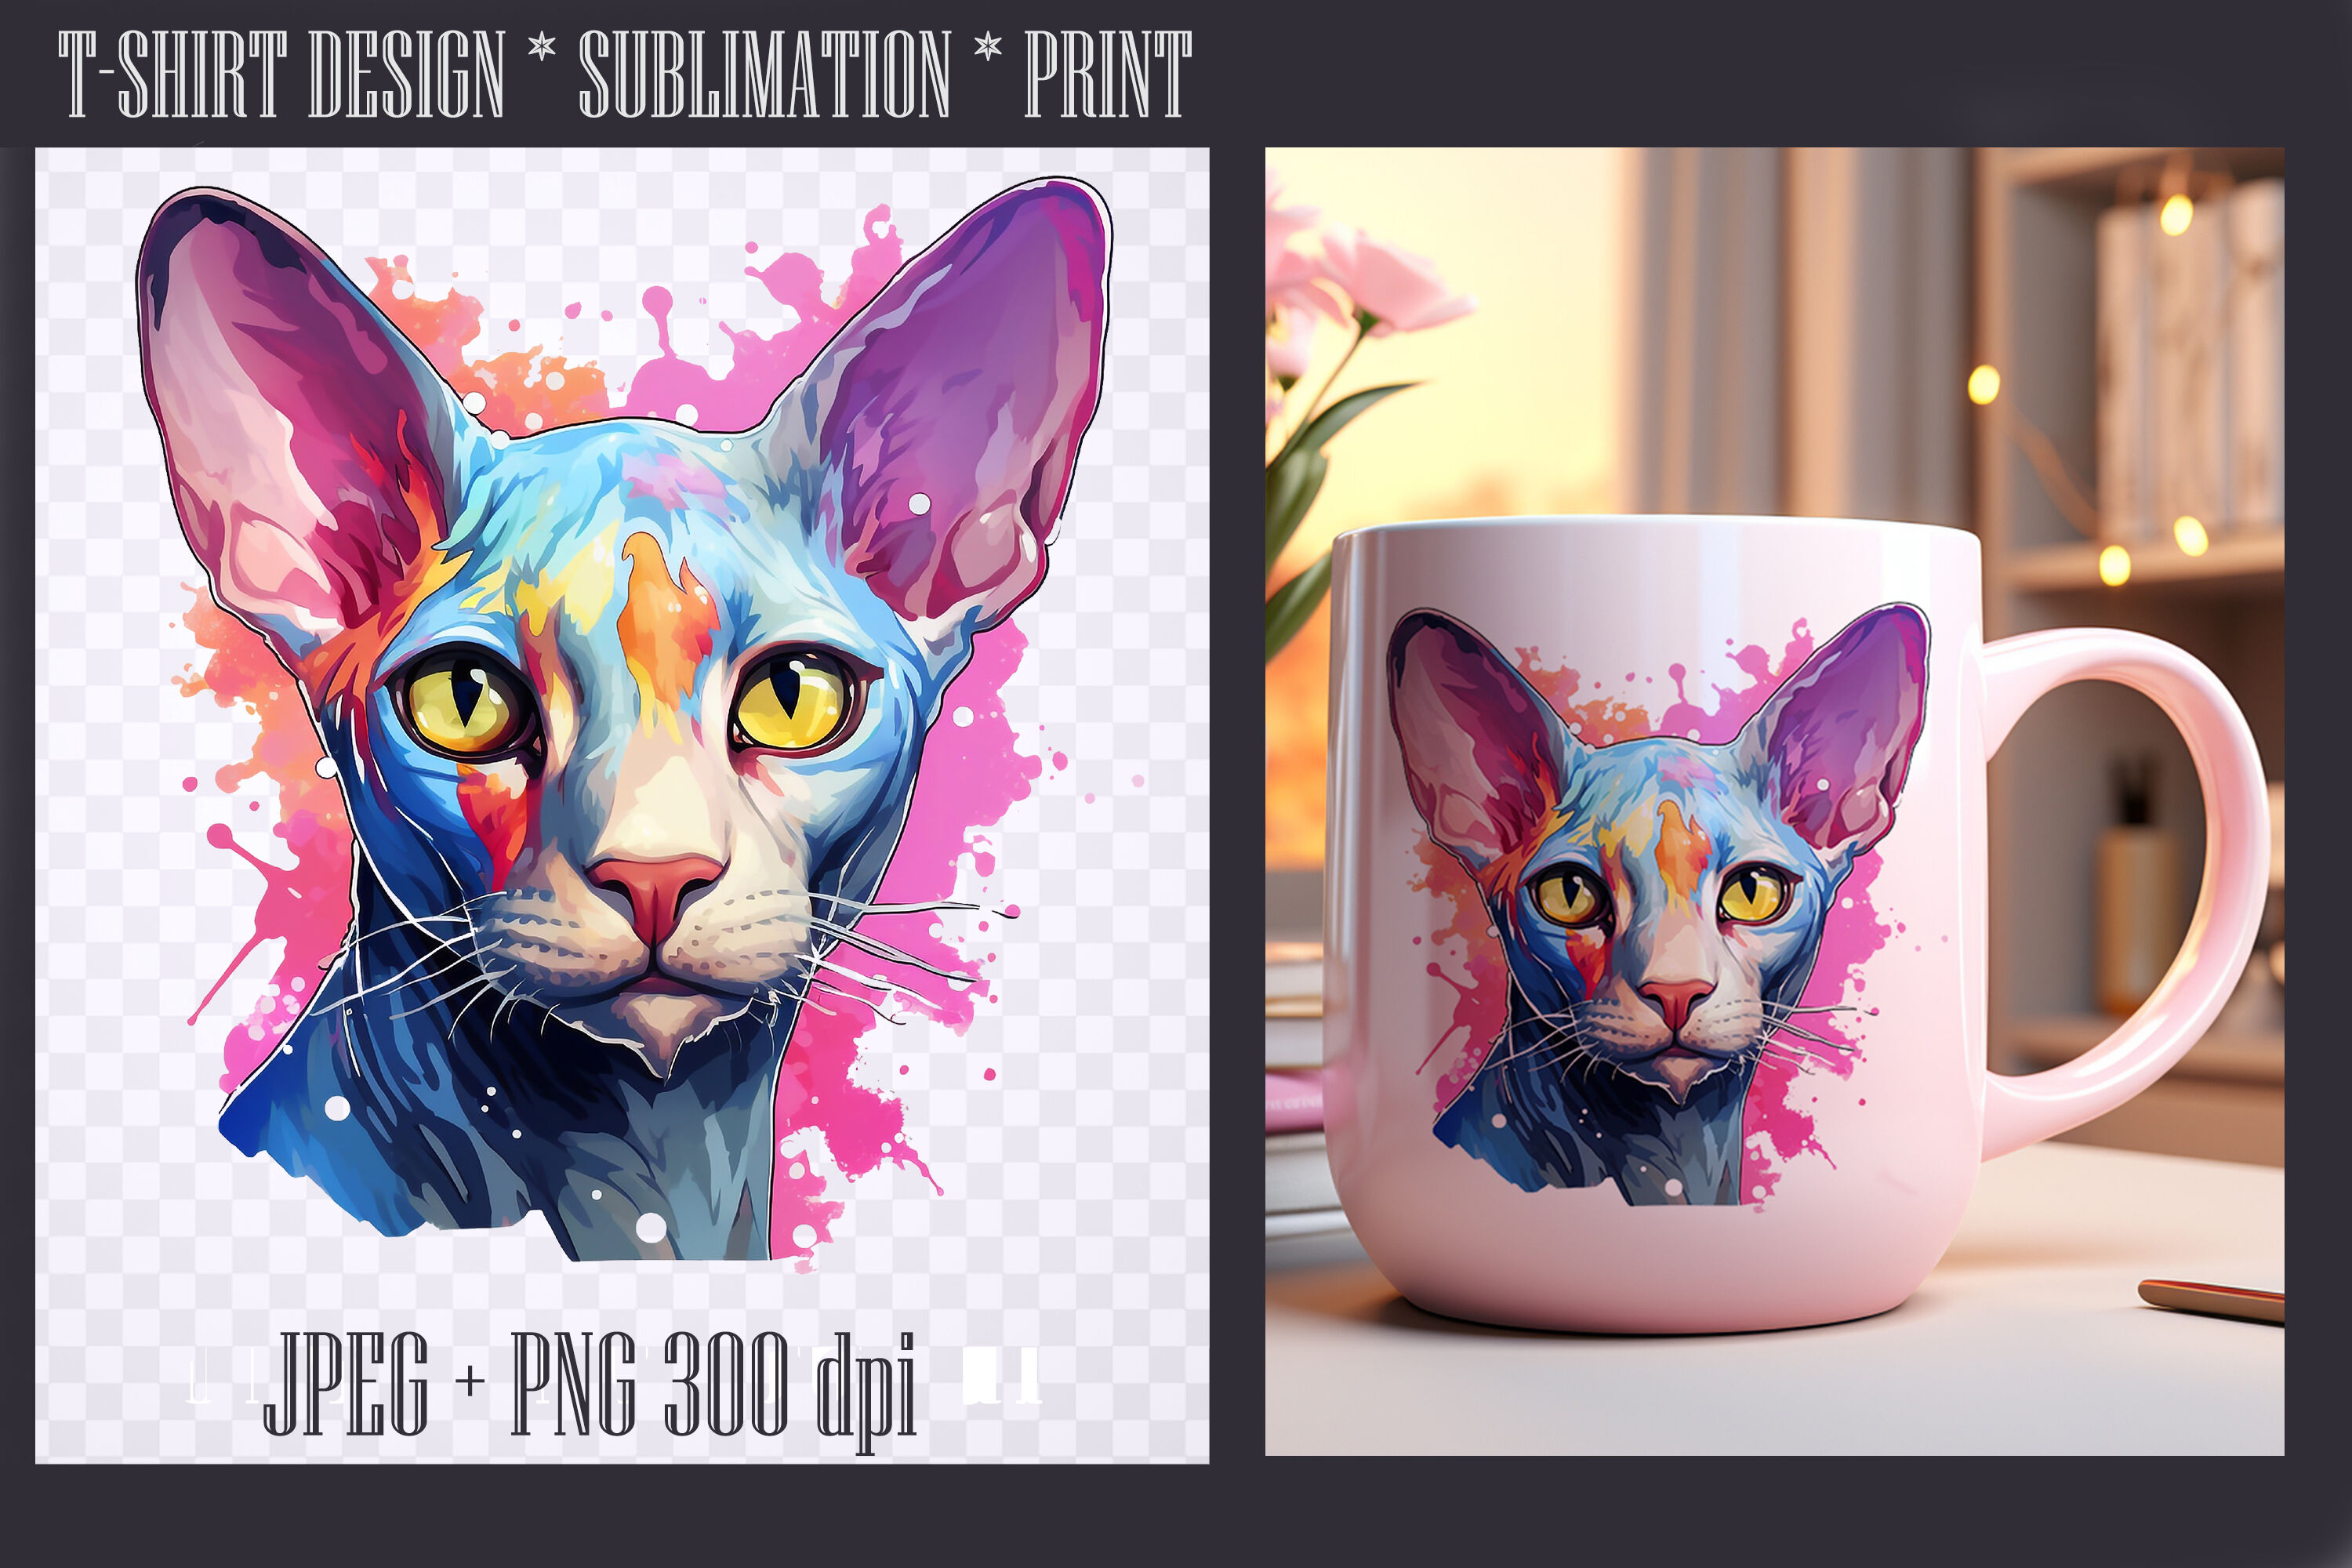 T-SHIRT DESIGN * SUBLIMATION * PRINT
JPEG + PNG 300 dpi